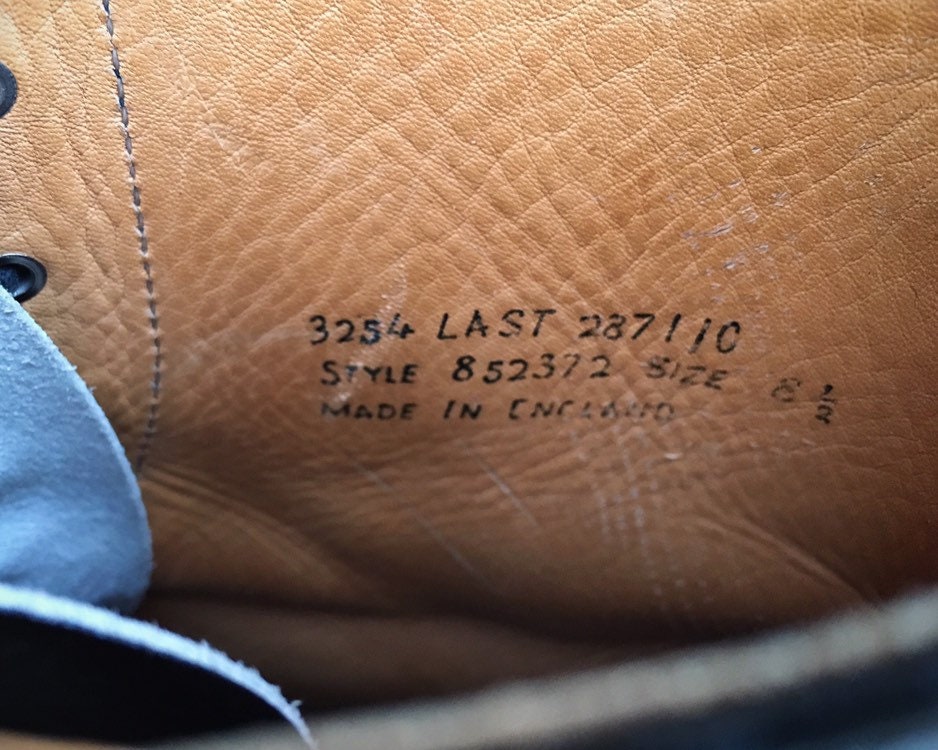 3254 LAST 287110
STYLE 852372 SIZE 8 1/2
MADE IN ENGLAND